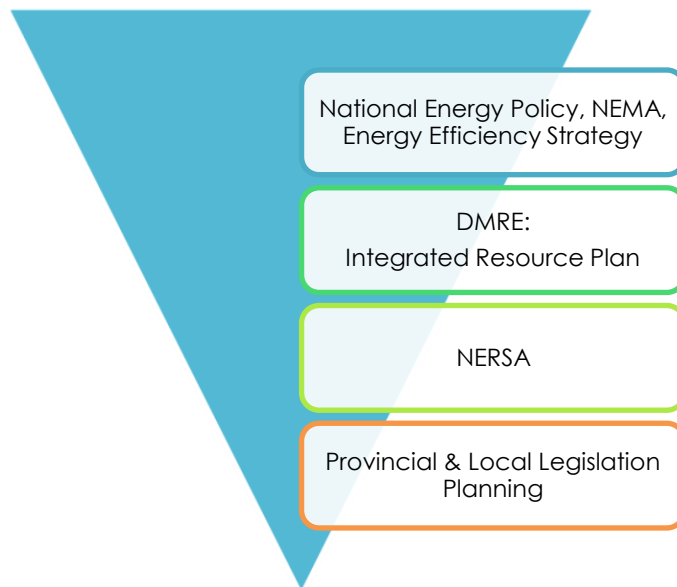 National Energy Policy, NEMA,
Energy Efficiency Strategy
DMRE:
Integrated Resource Plan
NERSA
Provincial & Local Legislation
Planning